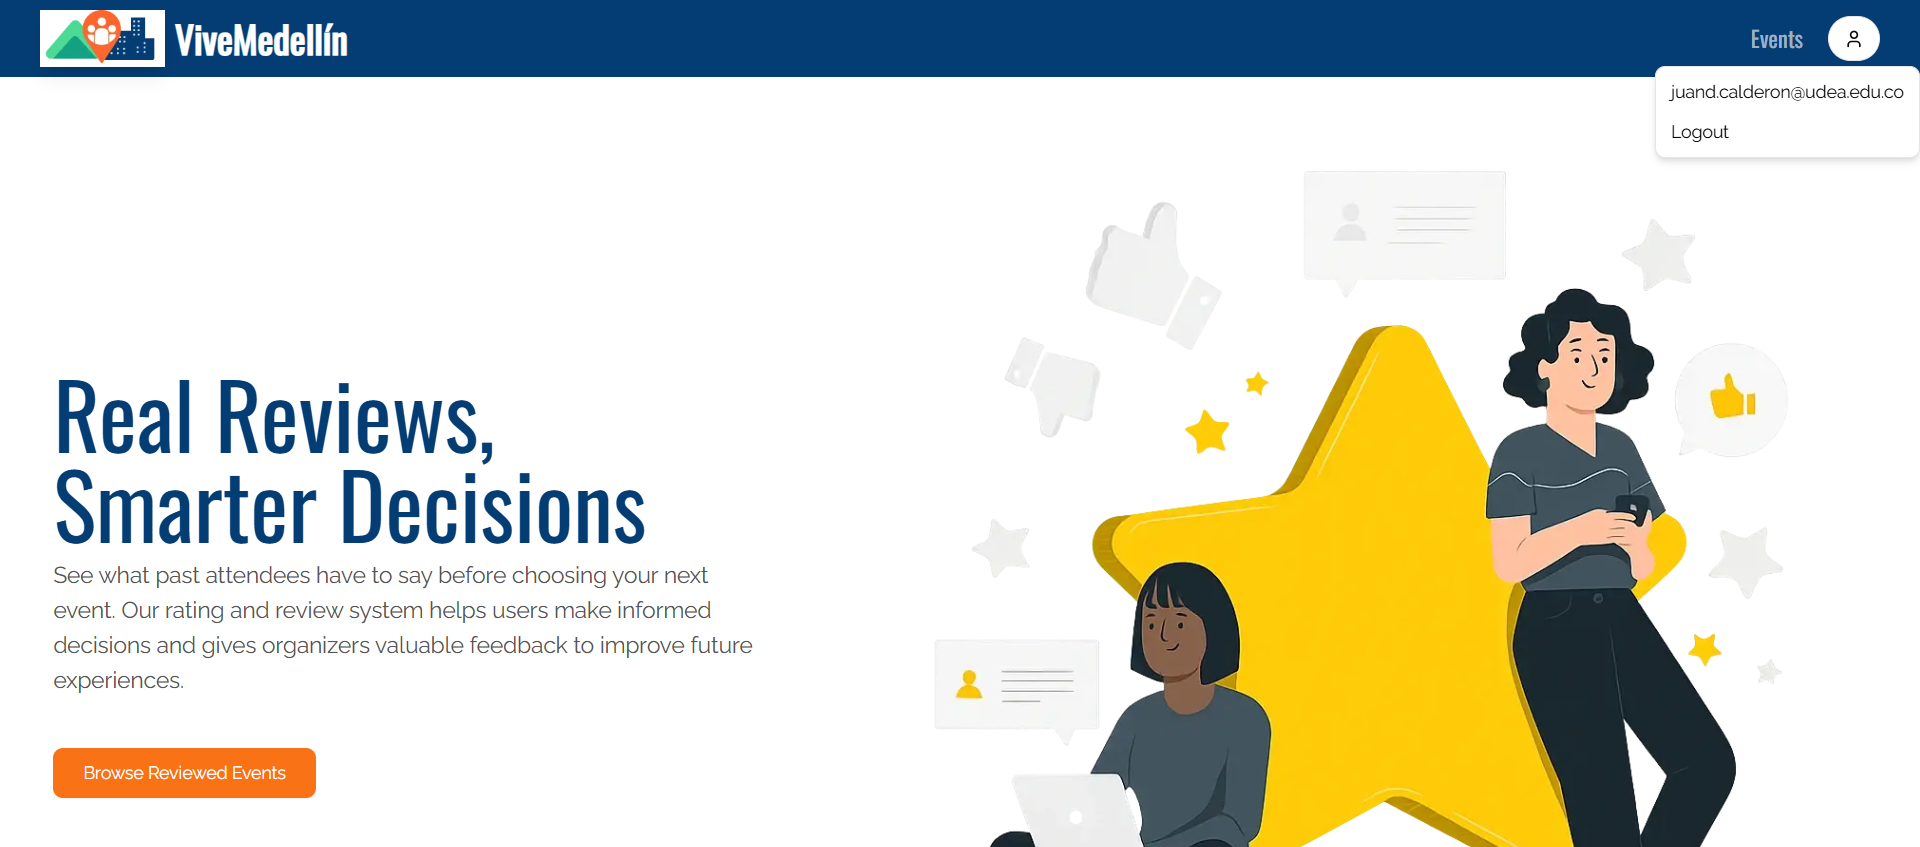 ViveMedellín
Events
juand.calderon@udea.edu.co
Logout
Real Reviews,
Smarter Decisions
See what past attendees have to say before choosing your next
event. Our rating and review system helps users make informed
decisions and gives organizers valuable feedback to improve future
experiences.
Browse Reviewed Events